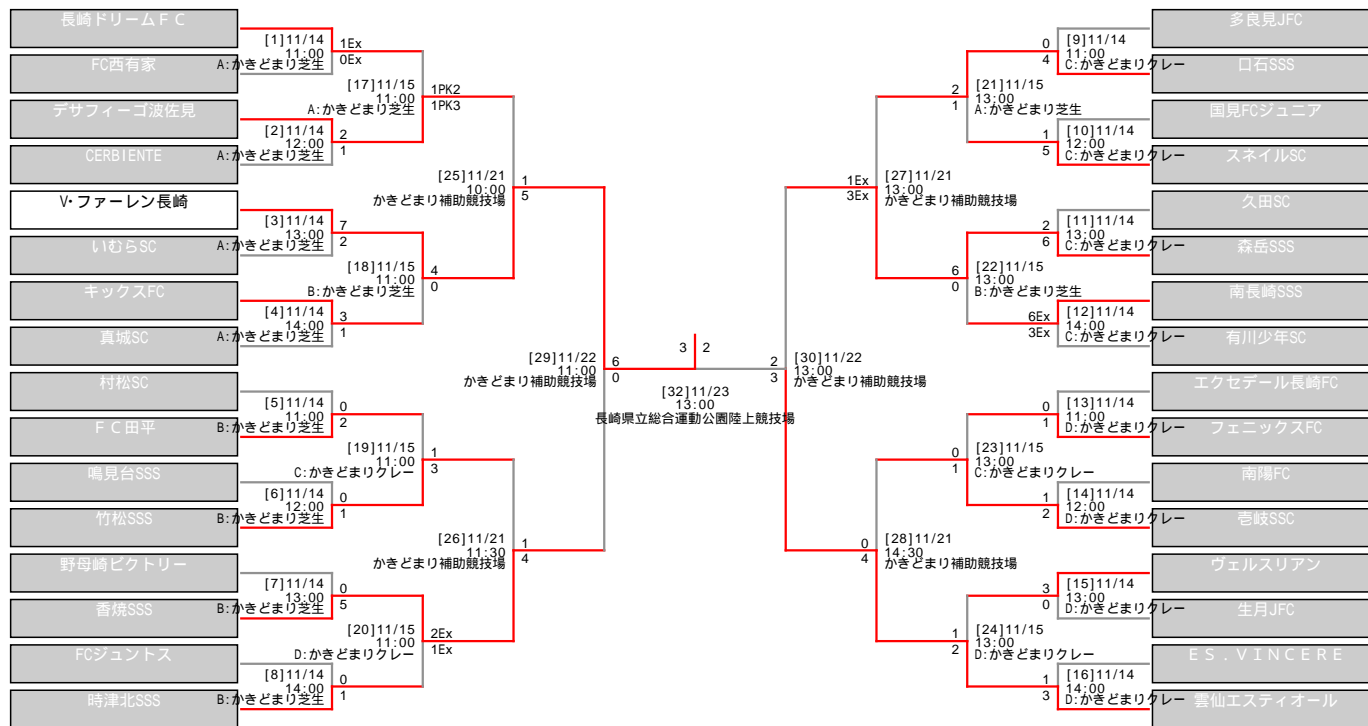 長崎ドリームＦＣ
[1]11/14
11:00
A:かきどまり芝生
1Ex
0Ex
FC西有家
[17]11/15
11:00
A:かきどまり芝生
1PK2
1PK3
デサフィーゴ波佐見
[2]11/14
12:00
A:かきどまり芝生
2
1
CERBIENTE
[25]11/21
10:00
かきどまり補助競技場
1
5
V・ファーレン長崎
[3]11/14
13:00
A:かきどまり芝生
7
2
いむらSC
[18]11/15
11:00
B:かきどまり芝生
4
0
キックスFC
[4]11/14
14:00
A:かきどまり芝生
3
1
真城SC
[29]11/22
11:00
かきどまり補助競技場
6
0
村松SC
[5]11/14
11:00
B:かきどまり芝生
0
2
ＦＣ田平
[19]11/15
11:00
C:かきどまりクレー
1
3
鳴見台SSS
[6]11/14
12:00
B:かきどまり芝生
0
1
竹松SSS
[26]11/21
11:30
かきどまり補助競技場
1
4
野母崎ビクトリー
[7]11/14
13:00
B:かきどまり芝生
0
5
香焼SSS
[20]11/15
11:00
D:かきどまりクレー
2Ex
1Ex
FCジュントス
[8]11/14
14:00
B:かきどまり芝生
0
1
時津北SSS
3 2
[32]11/23
13:00
長崎県立総合運動公園陸上競技場
多良見JFC
0
4
[9]11/14
11:00
C:かきどまりクレー
口石SSS
2
1
[21]11/15
13:00
A:かきどまり芝生
国見FCジュニア
1
5
[10]11/14
12:00
C:かきどまりクレー
スネイルSC
1Ex
3Ex
[27]11/21
13:00
かきどまり補助競技場
久田SC
2
6
[11]11/14
13:00
C:かきどまりクレー
森岳SSS
6
0
[22]11/15
13:00
B:かきどまり芝生
南長崎SSS
6Ex
3Ex
[12]11/14
14:00
C:かきどまりクレー
有川少年SC
2
3
[30]11/22
13:00
かきどまり補助競技場
エクセデール長崎FC
0
1
[13]11/14
11:00
D:かきどまりクレー
フェニックスFC
0
1
[23]11/15
13:00
C:かきどまりクレー
南陽FC
1
2
[14]11/14
12:00
D:かきどまりクレー
壱岐SSC
0
4
[28]11/21
14:30
かきどまり補助競技場
ヴェルスリアン
3
0
[15]11/14
13:00
D:かきどまりクレー
生月JFC
1
2
[24]11/15
13:00
D:かきどまりクレー
ＥＳ．ＶＩＮＣＥＲＥ
1
3
[16]11/14
14:00
D:かきどまりクレー
雲仙エスティオール